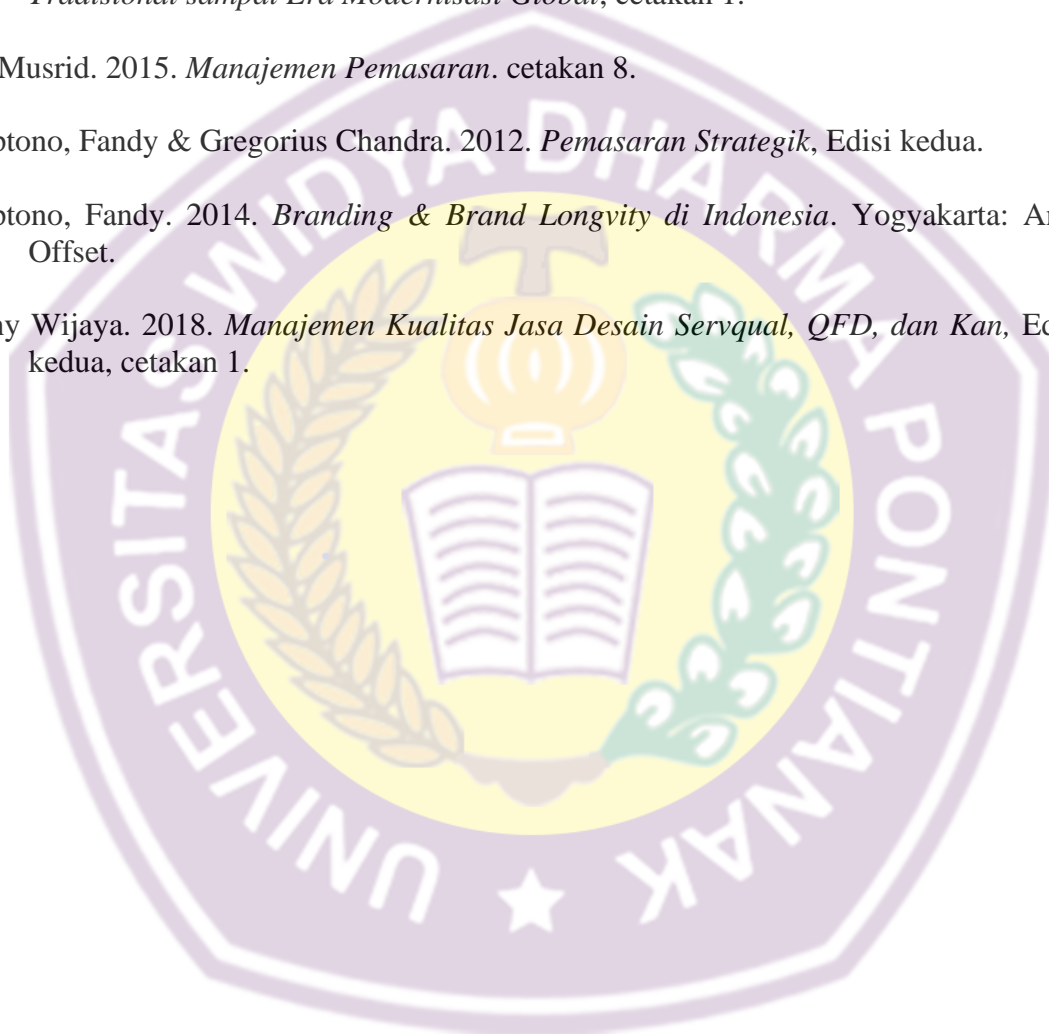 Tradisional sampai Era Modernisasi Global, cetakan 1.
Musrid. 2015. Manajemen Pemasaran. cetakan 8.
ptono, Fandy & Gregorius Chandra. 2012. Pemasaran Strategik, Edisi kedua.
ptono, Fandy. 2014. Branding & Brand Longvity di Indonesia. Yogyakarta:
Offset.
ny Wijaya. 2018. Manajemen Kualitas Jasa Desain Servqual, QFD, dan Kan, Ed
kedua, cetakan 1.
UNIVERSITAS WIDYA DHARMA PONTIANAK